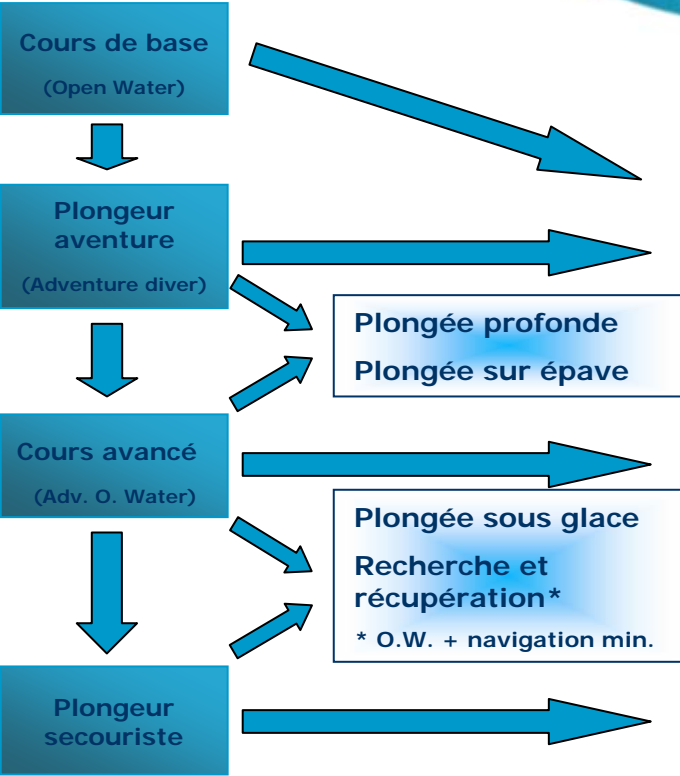 Cours de base
(Open Water)
Plongeur
aventure
(Adventure diver)
Plongée profonde
Plongée sur épave
Cours avancé
(Adv. O. Water)
Plongée sous glace
Recherche et
récupération*
* O.W. + navigation min.
Plongeur
secouriste